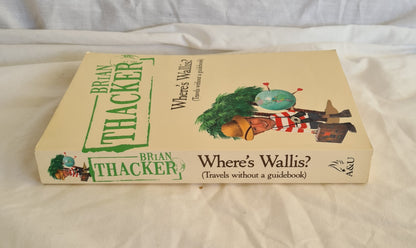 BRIAN
THACKER
Where's Wallis?
(Travels without a guidebook)
BRIAN
THACKER
Where's Wallis?
(Travels without a guidebook)
A&U